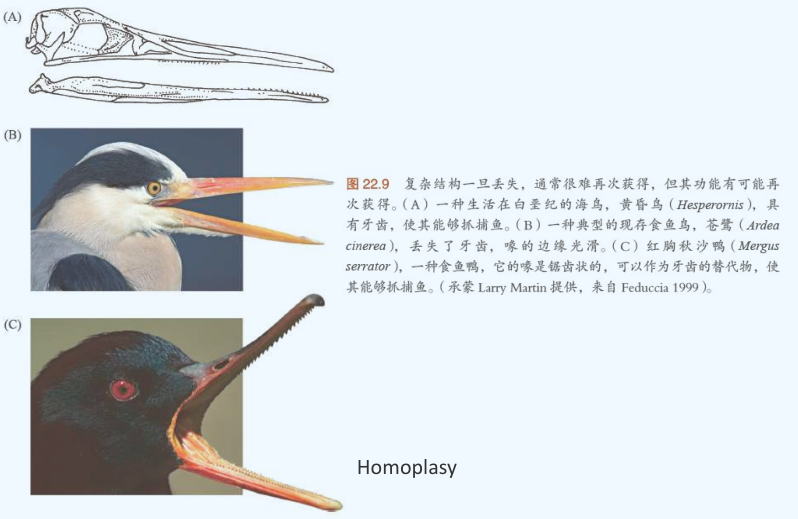 (A)
(B)
图 22.9 复杂结构一旦丢失，通常很难再次获得，但其功能有可能再
次获得。（A）一种生活在白垩纪的海鸟，黄昏鸟（Hesperornis），具
有牙齿，使其能够抓捕鱼。（B）一种典型的现存食鱼鸟，苍鹭（Ardea
cinerea），丢失了牙齿，喙的边缘光滑。（C）红胸秋沙鸭（Mergus
serrator），一种食鱼鸭，它的喙是锯齿状的，可以作为牙齿的替代物，使
其能够抓捕鱼。（承蒙 Larry Martin 提供，来自 Feduccia 1999）。
(C)
Homoplasy